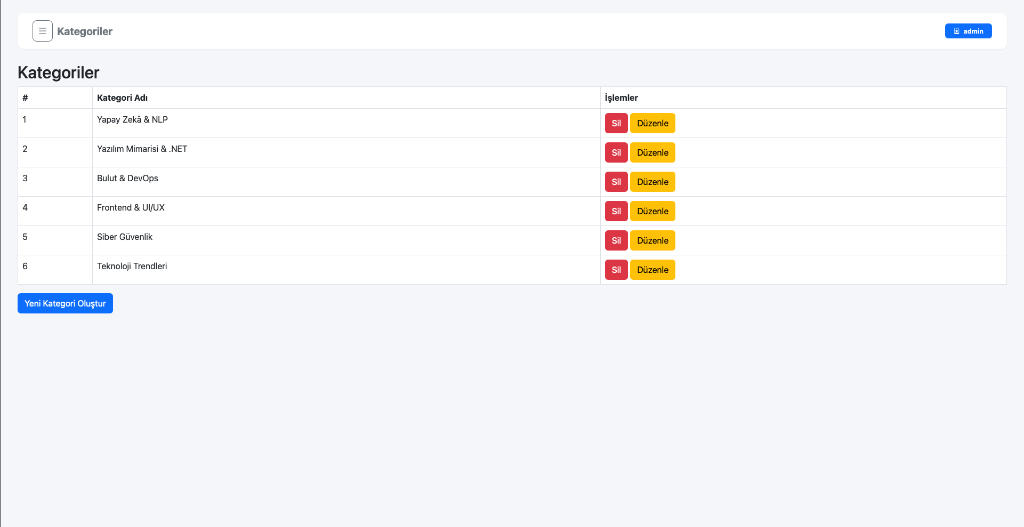 Kategoriler
admin
Kategoriler
# Kategori Adı İşlemler
1 Yapay Zekâ & NLP Sil Düzenle
2 Yazılım Mimarisi & .NET Sil Düzenle
3 Bulut & DevOps Sil Düzenle
4 Frontend & UI/UX Sil Düzenle
5 Siber Güvenlik Sil Düzenle
6 Teknoloji Trendleri Sil Düzenle
Yeni Kategori Oluştur